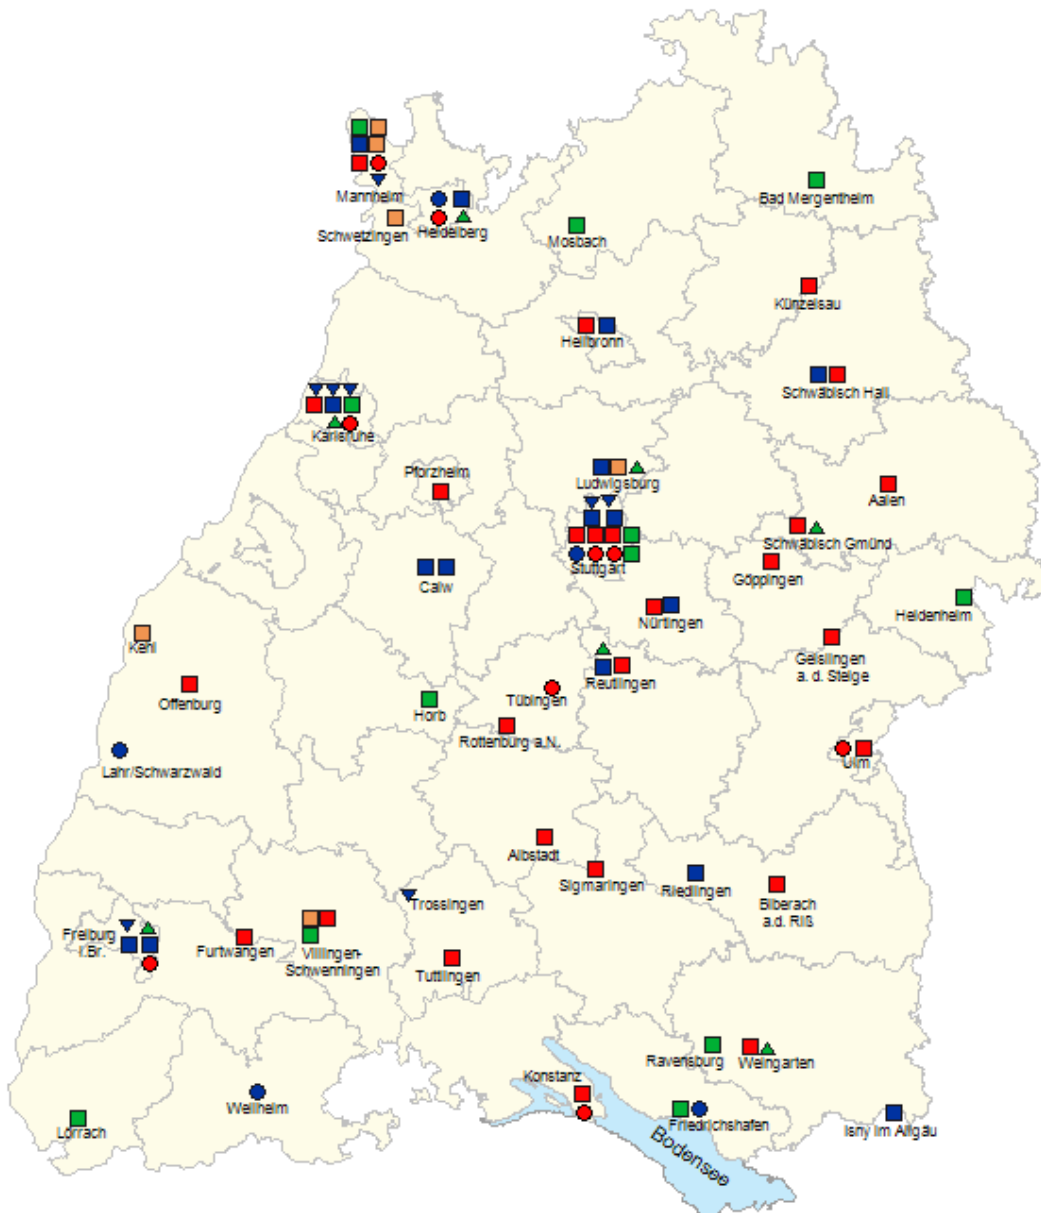 Bad Mergentheim
Mannheim
Schwetzingen
Heidelberg
Mosbach
Künzelsau
Heilbronn
Schwäbisch Hall
Karlsruhe
Pforzheim
Ludwigsburg
Aalen
Schwäbisch Gmünd
Stuttgart
Göppingen
Calw
Heidenheim
Nürtingen
Kehl
Geislingen
a. d. Steige
Reutlingen
Offenburg
Tübingen
Horb
Rottenburg a.N.
Ulm
Lahr/Schwarzwald
Albstadt
Sigmaringen
Riedlingen
Biberach
a.d. Riß
Trossingen
Freiburg
i.Br.
Furtwangen
Villingen-
Schwenningen
Tuttlingen
Ravensburg
Weingarten
Konstanz
Weilheim
Friedrichshafen
Isny im Allgäu
Lörrach
Bodensee